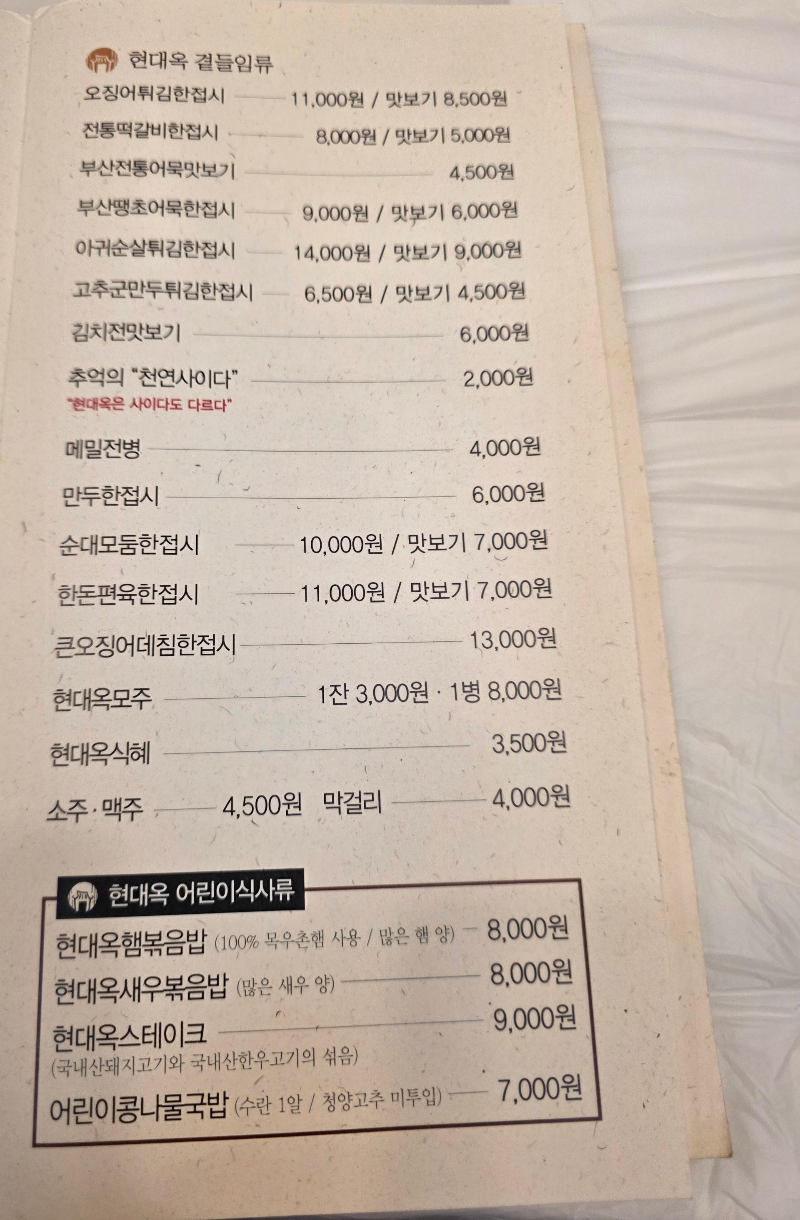 현대옥 곁들임류
오징어튀김한접시 11,000원 / 맛보기 8,500원
전통떡갈비한접시 8,000원 / 맛보기 5,000원
부산전통어묵맛보기 4,500원
부산땡초어묵한접시 9,000원 / 맛보기 6,000원
아귀순살튀김한접시 14,000원 / 맛보기 9,000원
고추군만두튀김한접시 6,500원 / 맛보기 4,500원
김치전맛보기 6,000원
추억의 "천연사이다" 2,000원
"현대옥은 사이다도 다르다"
메밀전병 4,000원
만두한접시 6,000원
순대모둠한접시 10,000원 / 맛보기 7,000원
한돈편육한접시 11,000원 / 맛보기 7,000원
큰오징어데침한접시 13,000원
현대옥모주 1잔 3,000원 · 1병 8,000원
현대옥식혜 3,500원
소주·맥주 4,500원 막걸리 4,000원
현대옥 어린이식사류
현대옥햄볶음밥 (100% 목우촌햄 사용 / 많은 햄 양) 8,000원
현대옥새우볶음밥 (많은 새우 양) 8,000원
현대옥스테이크 9,000원
(국내산돼지고기와 국내산한우고기의 섞음)
어린이콩나물국밥 (수란 1알 / 청양고추 미투입) 7,000원